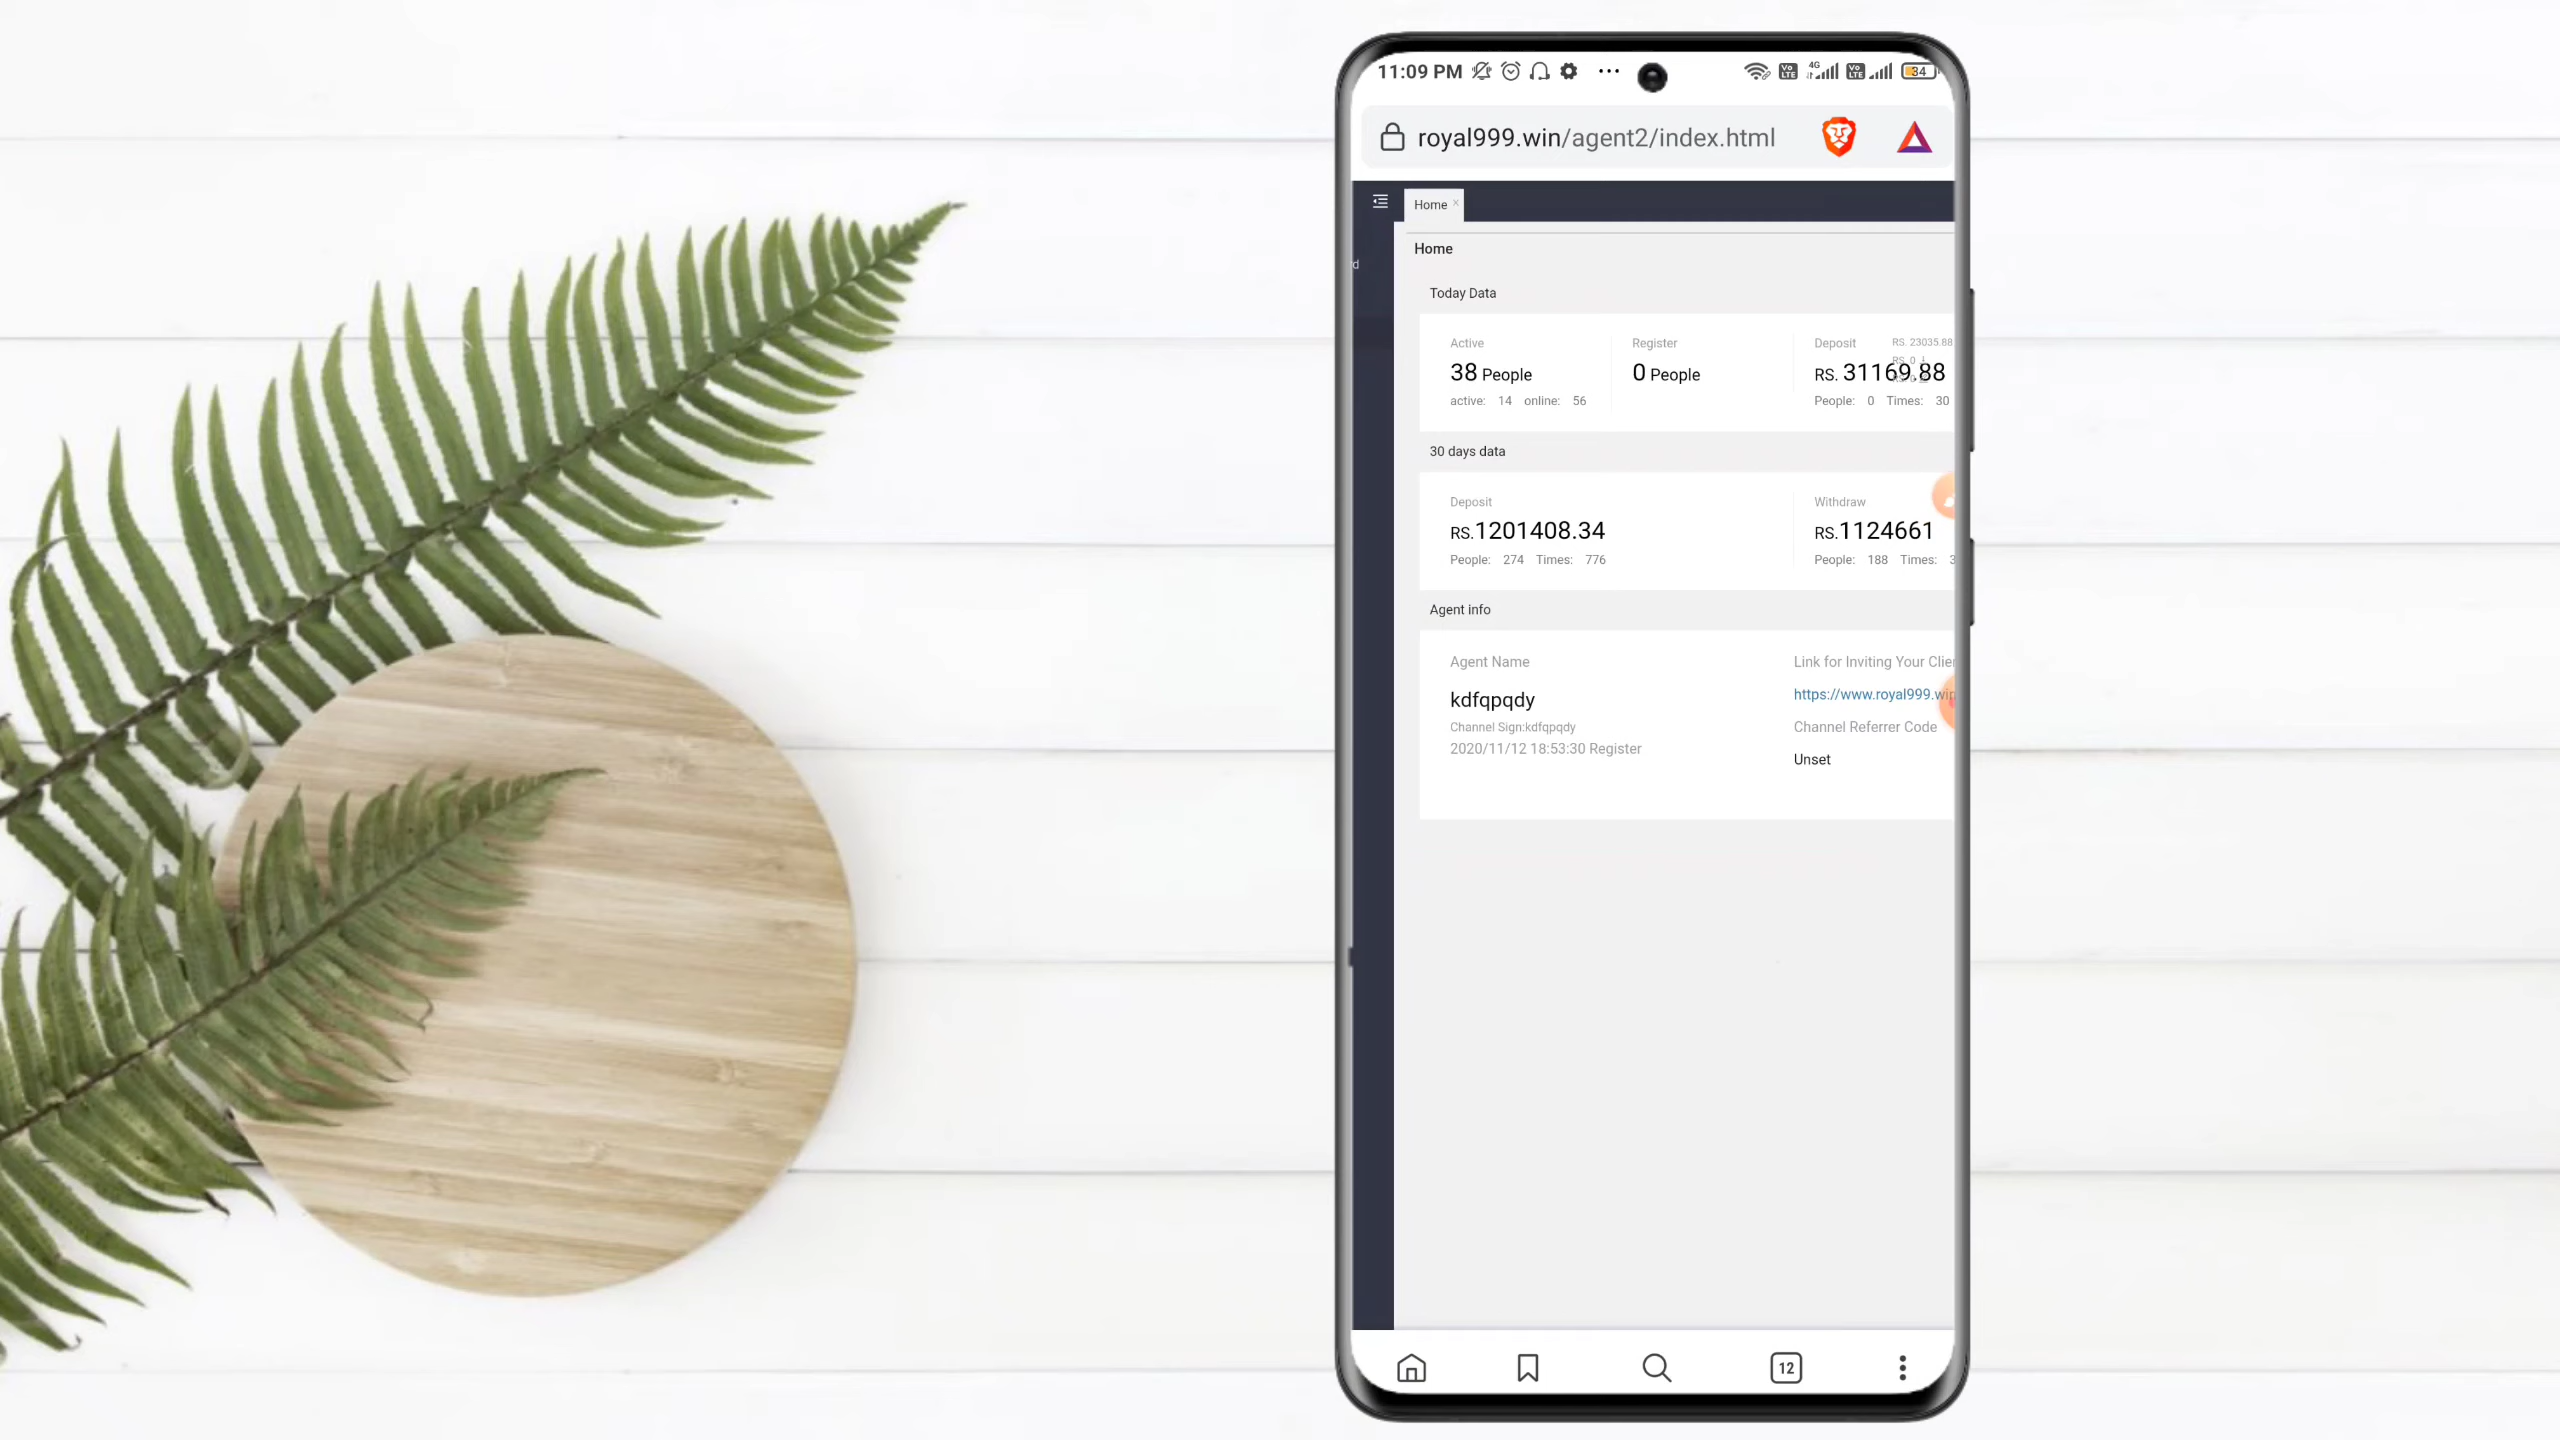 11:09 PM 4G Vo LTE 34
royal999.win/agent2/index.html
Home
Home
Today Data
Active Register Deposit RS. 23035.88
RS. 0
38 People 0 People RS. 31169.88
active: 14 online: 56 People: 0 Times: 30
30 days data
Deposit Withdraw
RS.1201408.34 RS.1124661
People: 274 Times: 776 People: 188 Times: 3
Agent info
Agent Name Link for Inviting Your Clie
kdfqpqdy https://www.royal999.win
Channel Sign:kdfqpqdy Channel Referrer Code
2020/11/12 18:53:30 Register Unset
12